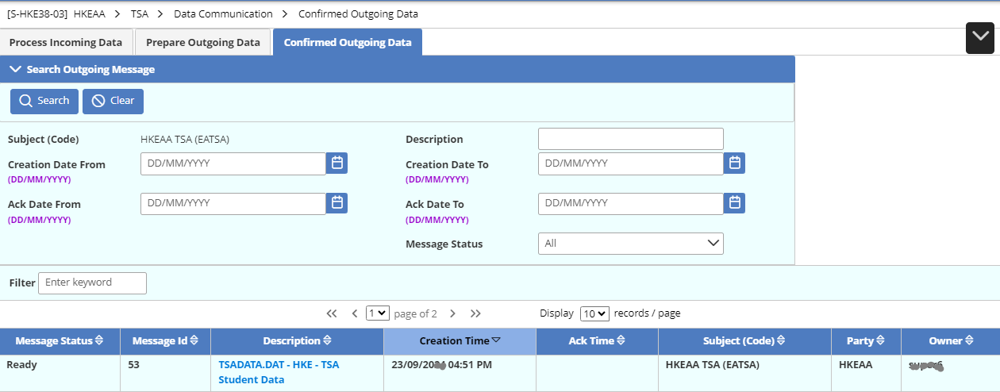 [S-HKE38-03] HKEAA > TSA > Data Communication > Confirmed Outgoing Data
Process Incoming Data Prepare Outgoing Data Confirmed Outgoing Data
Search Outgoing Message
Search Clear
Subject (Code) HKEAA TSA (EATSA) Description
Creation Date From DD/MM/YYYY Creation Date To DD/MM/YYYY
(DD/MM/YYYY) (DD/MM/YYYY)
Ack Date From DD/MM/YYYY Ack Date To DD/MM/YYYY
(DD/MM/YYYY) (DD/MM/YYYY)
Message Status All
Filter Enter keyword
1 page of 2 Display 10 records / page
Message Status Message Id Description Creation Time Ack Time Subject (Code) Party Owner
Ready 53 TSADATA.DAT - HKE - TSA 23/09/ 04:51 PM HKEAA TSA (EATSA) HKEAA
Student Data